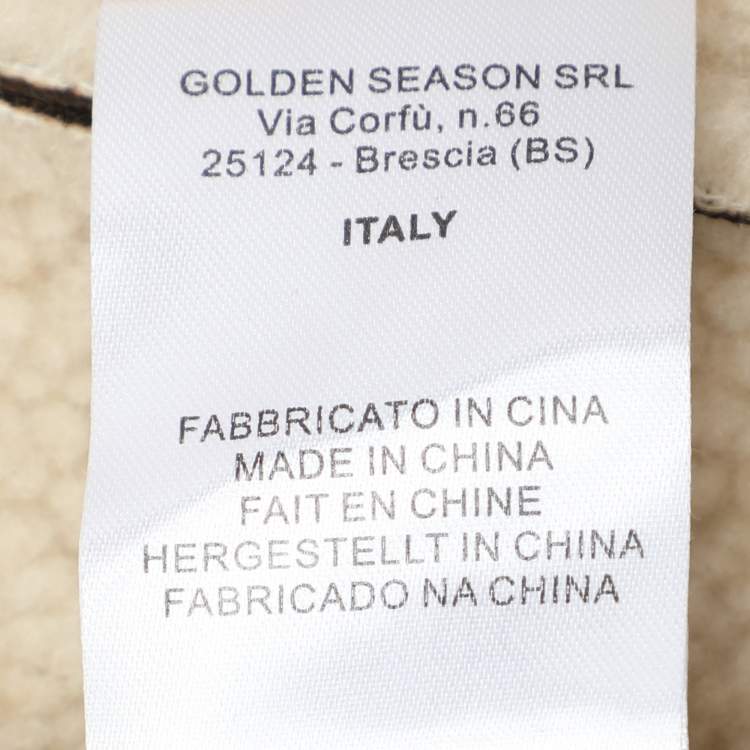 GOLDEN SEASON SRL
Via Corfù, n.66
25124 - Brescia (BS)
ITALY
FABBRICATO IN CINA
MADE IN CHINA
FAIT EN CHINE
HERGESTELLT IN CHINA
FABRICADO NA CHINA